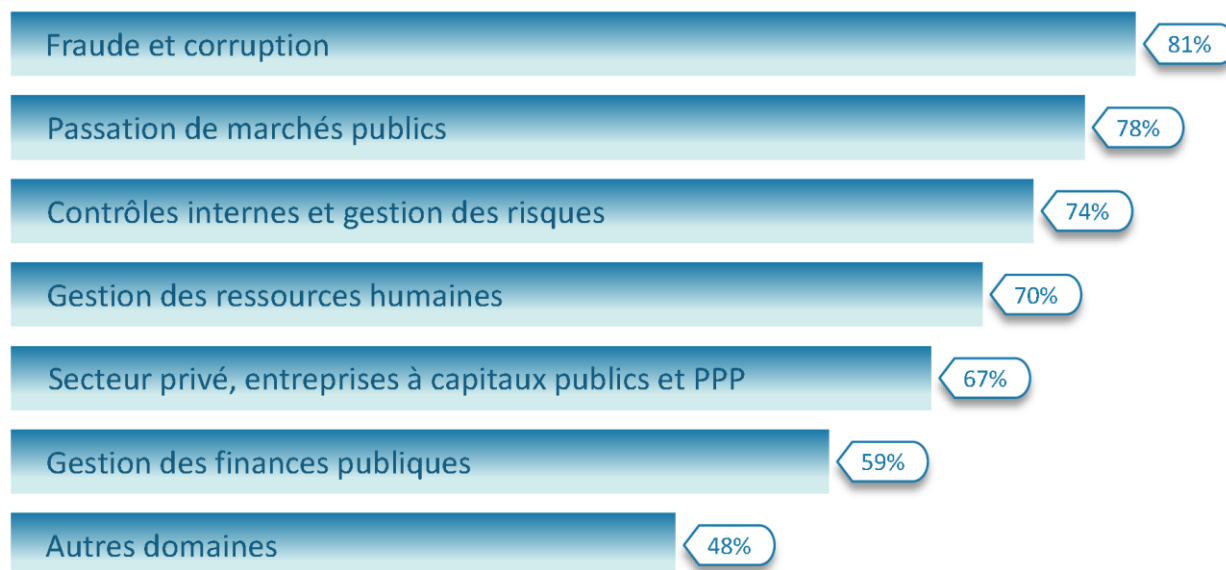 Fraude et corruption 81%
Passation de marchés publics 78%
Contrôles internes et gestion des risques 74%
Gestion des ressources humaines 70%
Secteur privé, entreprises à capitaux publics et PPP 67%
Gestion des finances publiques 59%
Autres domaines 48%